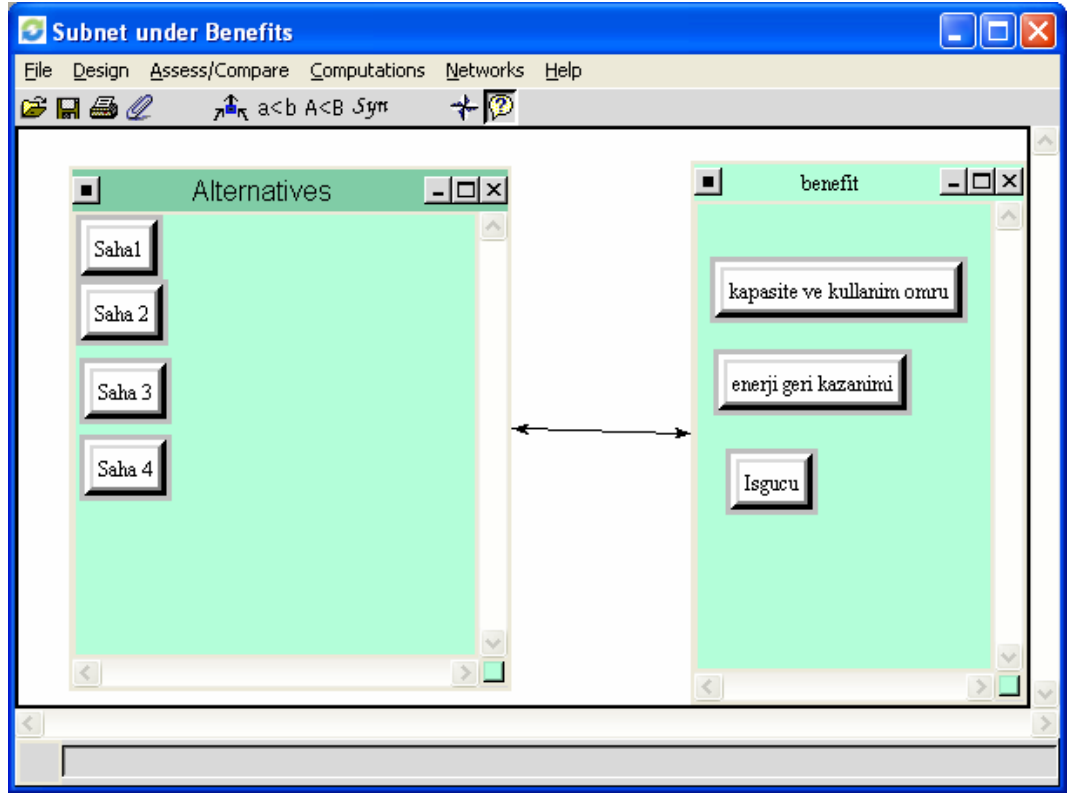 Subnet under Benefits
File Design Assess/Compare Computations Networks Help
a<b A<B Syn
Alternatives
benefit
Saha1
Saha 2
Saha 3
Saha 4
kapasite ve kullanim omru
enerji geri kazanimi
Isgucu